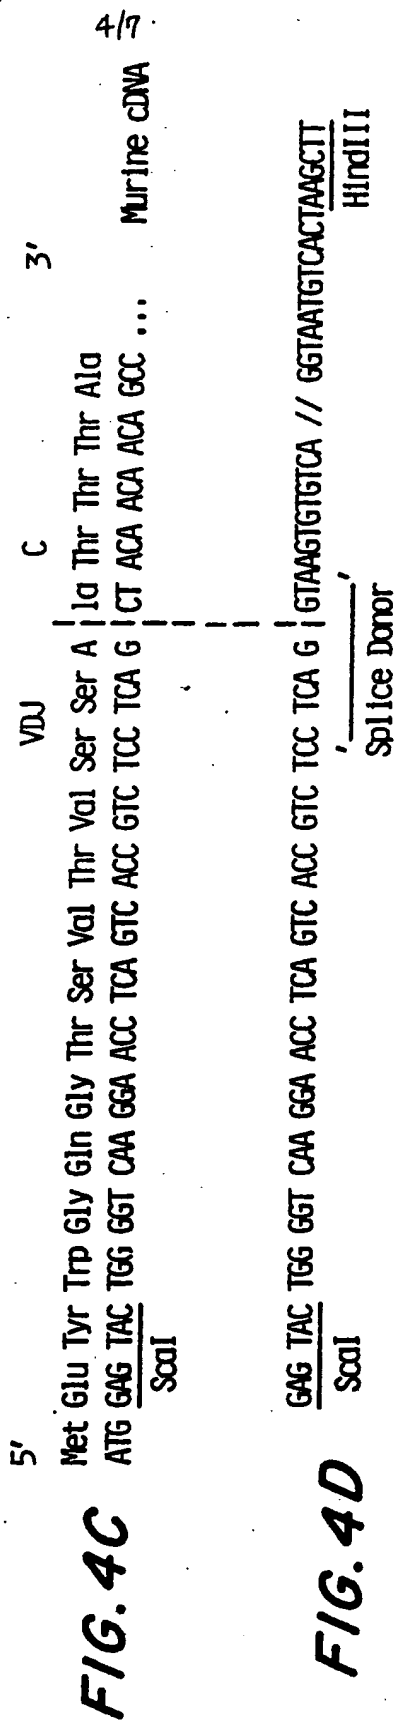 4/7
5' VDJ C 3'
Met Glu Tyr Trp Gly Gln Gly Thr Ser Val Thr Val Ser Ser A la Thr Thr Thr Ala
ATG GAG TAC TGG GGT CAA GGA ACC TCA GTC ACC GTC TCC TCA G CT ACA ACA ACA GCC ... Murine cDNA
ScaI
FIG. 4C
GAG TAC TGG GGT CAA GGA ACC TCA GTC ACC GTC TCC TCA G GTAAGTGTGTCA // GGTAATGTCACTAAGCTT
ScaI Splice Donor HindIII
FIG. 4D